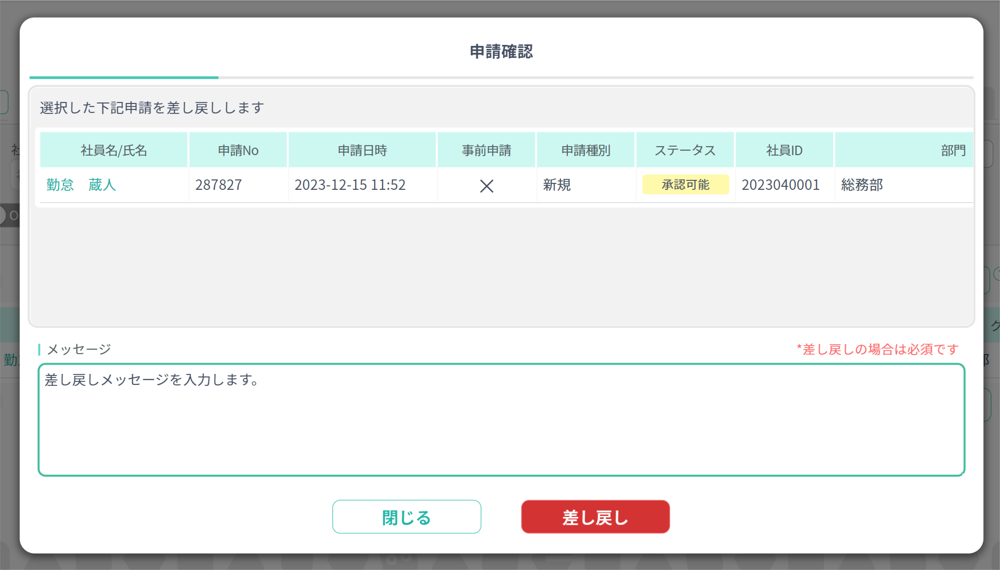 申請確認
選択した下記申請を差し戻しします
社員名/氏名 申請No 申請日時 事前申請 申請種別 ステータス 社員ID 部門
勤怠　蔵人 287827 2023-12-15 11:52 × 新規 承認可能 2023040001 総務部
メッセージ *差し戻しの場合は必須です
差し戻しメッセージを入力します。
閉じる 差し戻し